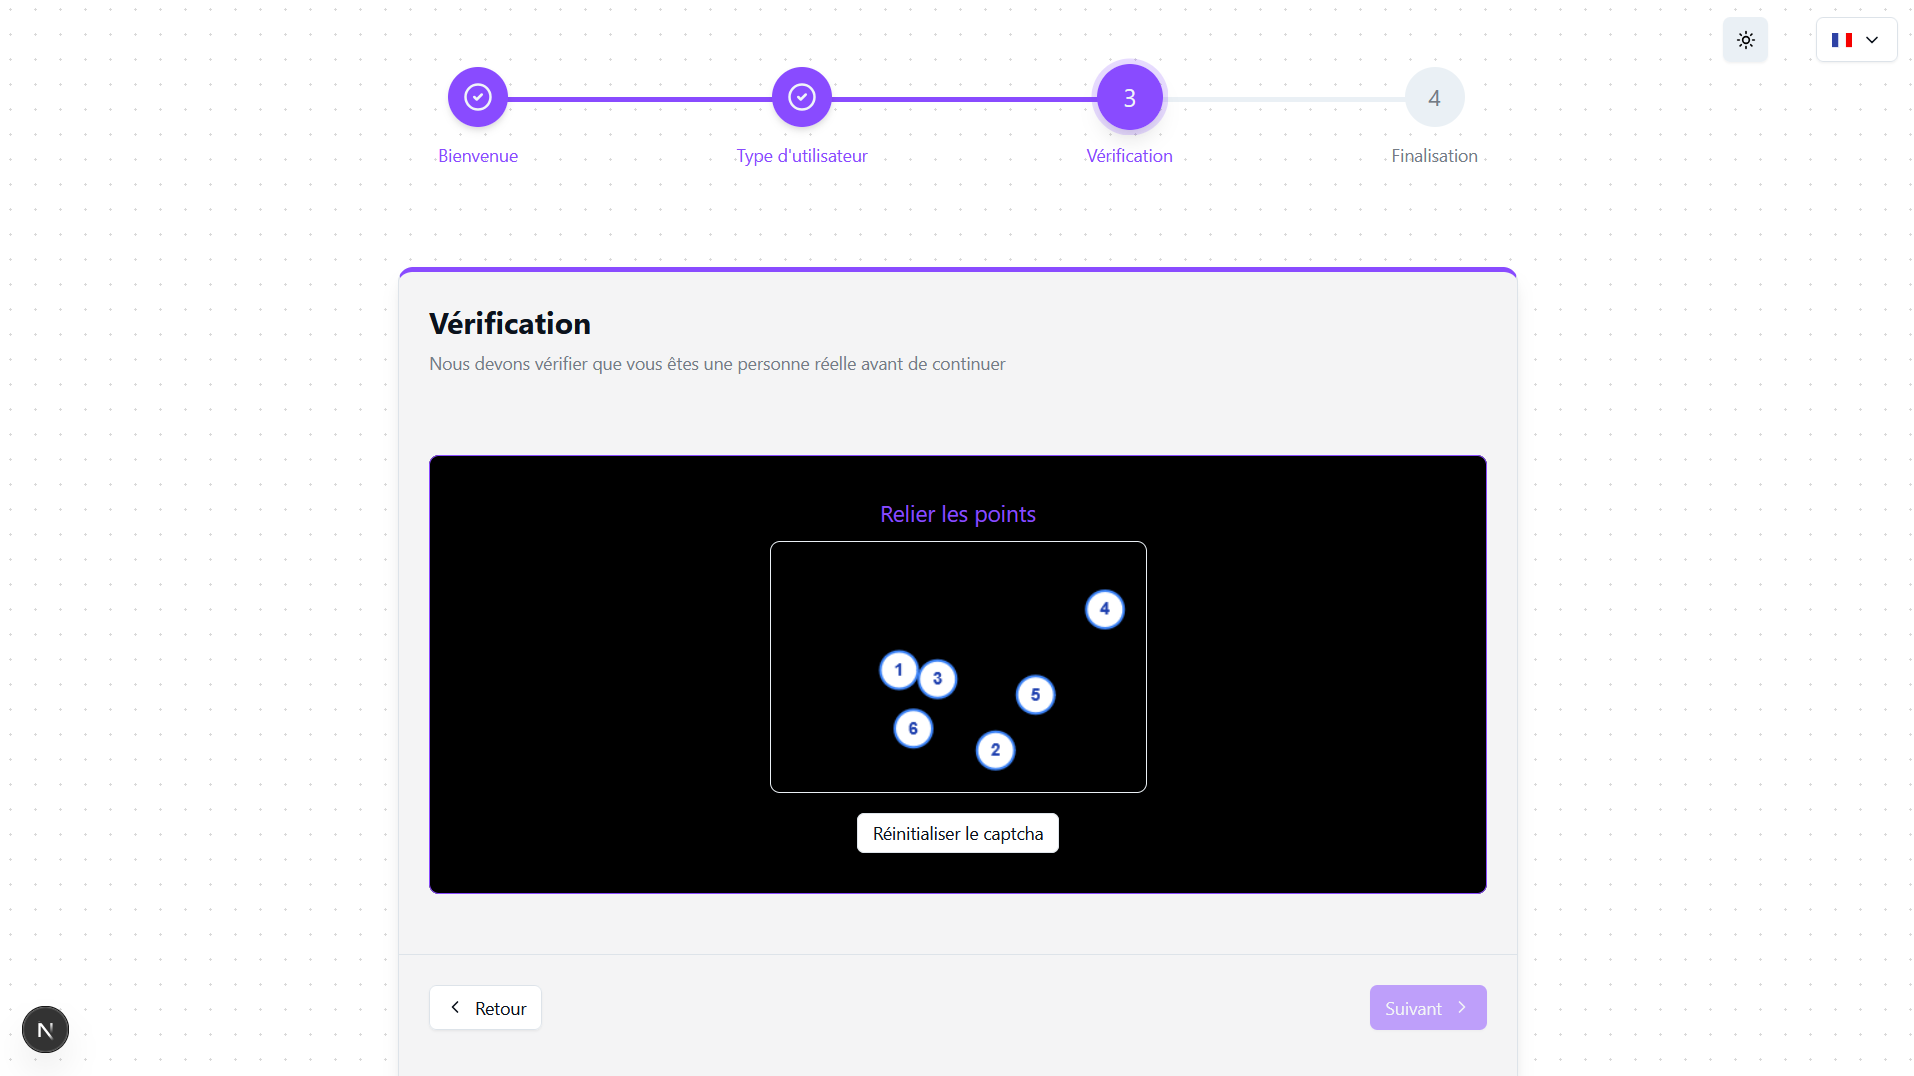 3
4
Bienvenue
Type d'utilisateur
Vérification
Finalisation
Vérification
Nous devons vérifier que vous êtes une personne réelle avant de continuer
Relier les points
4
1
3
5
6
2
Réinitialiser le captcha
Retour
Suivant
N